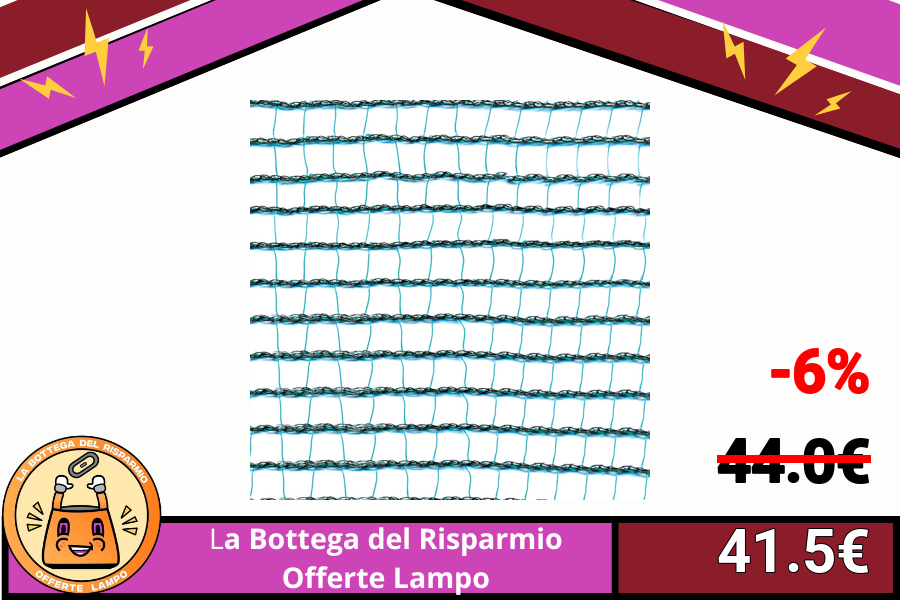 -6%
44.0€
LA BOTTEGA DEL RISPARMIO
OFFERTE LAMPO
La Bottega del Risparmio
Offerte Lampo
41.5€